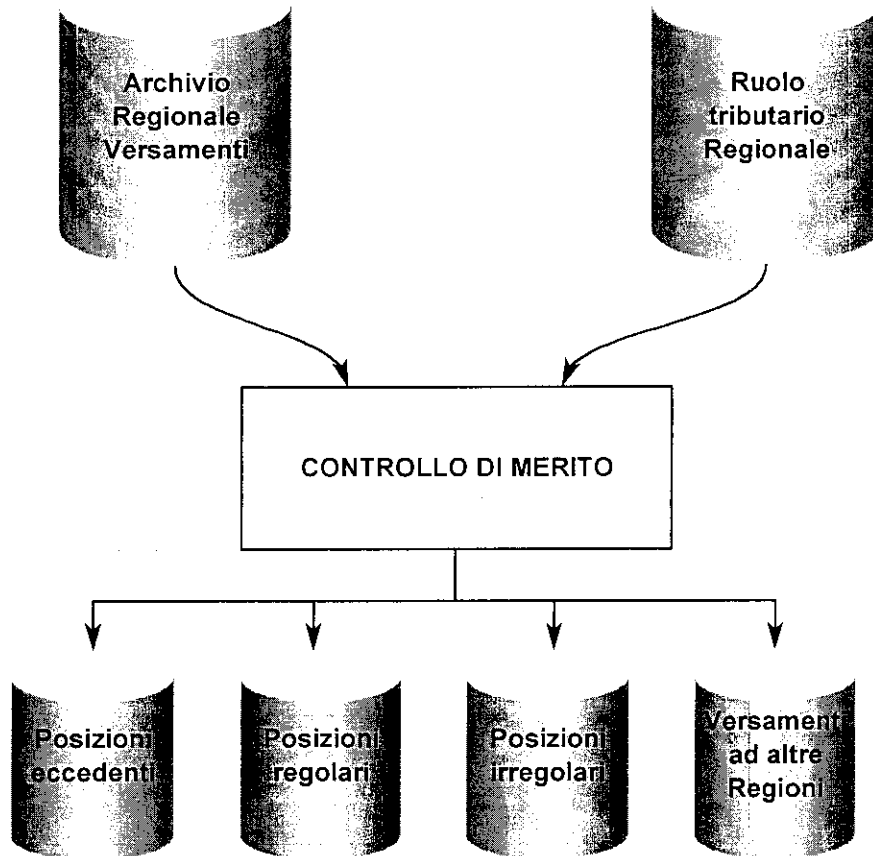 Archivio
Regionale
Versamenti
Ruolo
tributario
Regionale
CONTROLLO DI MERITO
Posizioni
eccedenti
Posizioni
regolari
Posizioni
irregolari
Versamenti
ad altre
Regioni